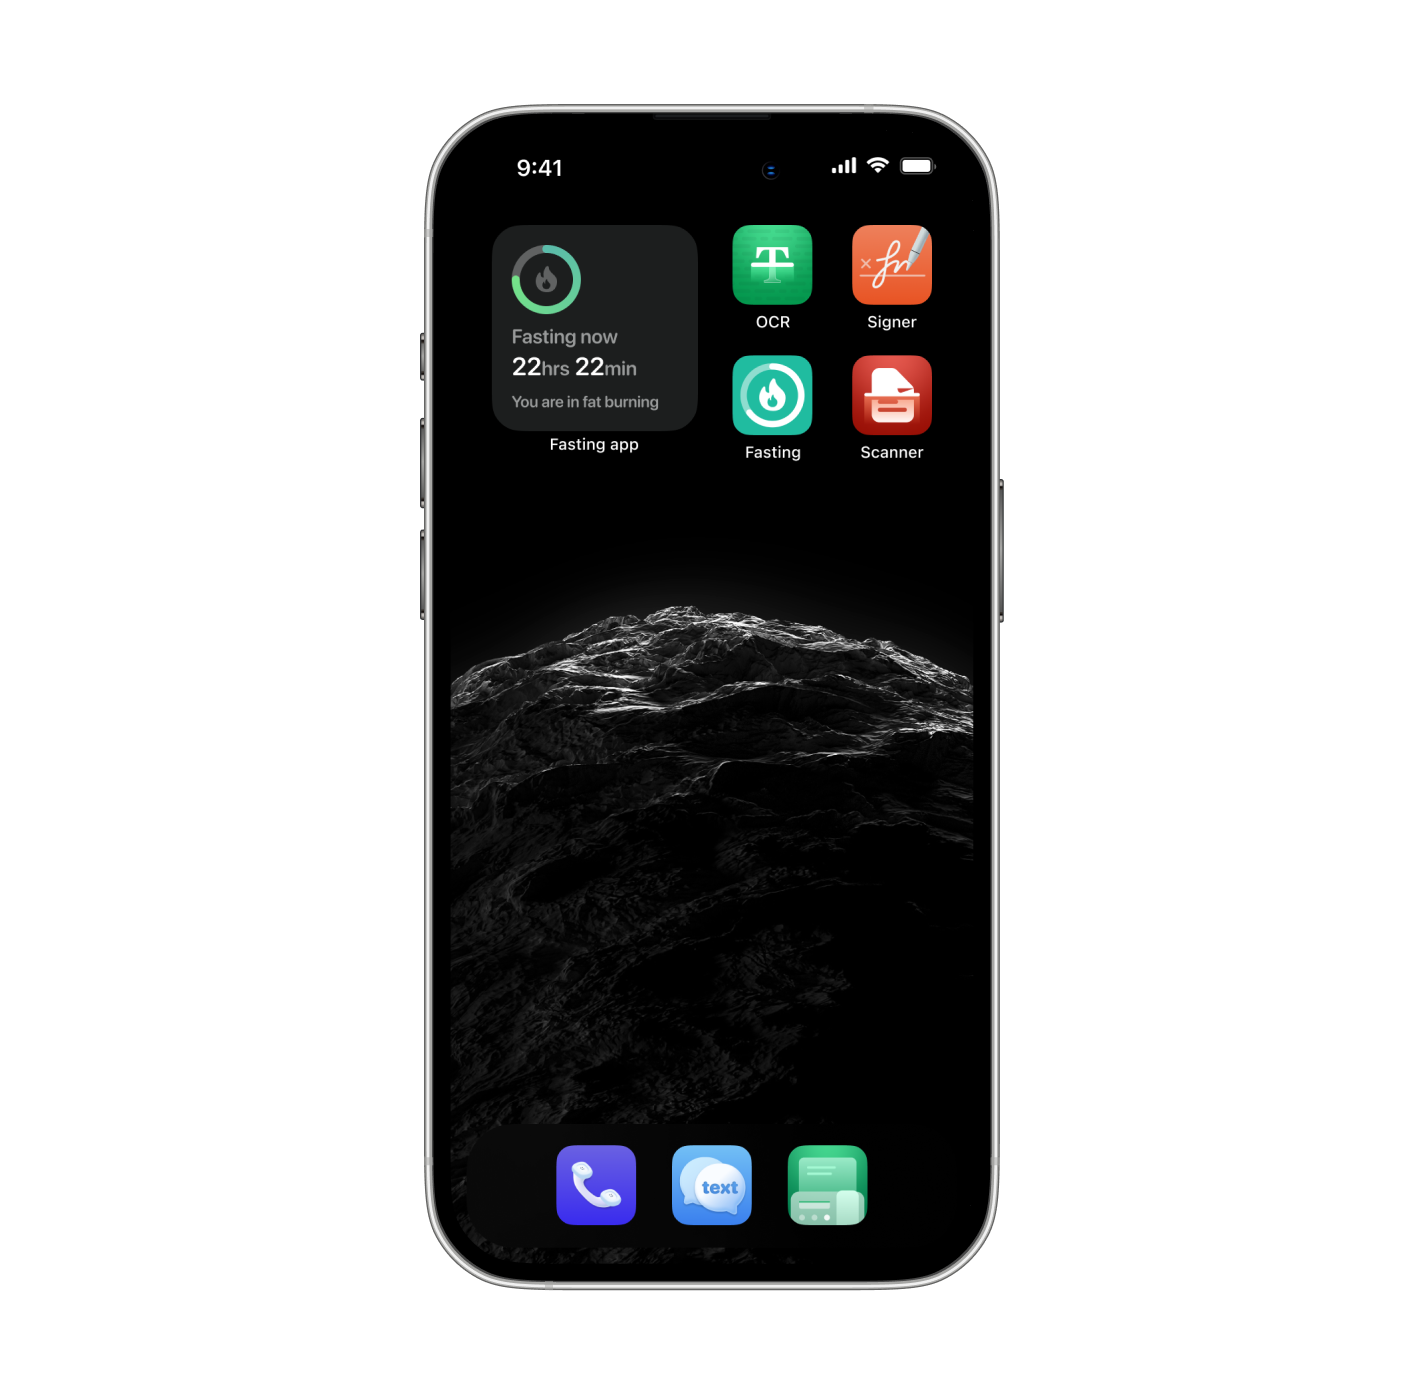 9:41
Fasting now
22hrs 22min
You are in fat burning
Fasting app
T
OCR
Signer
Fasting
Scanner
text